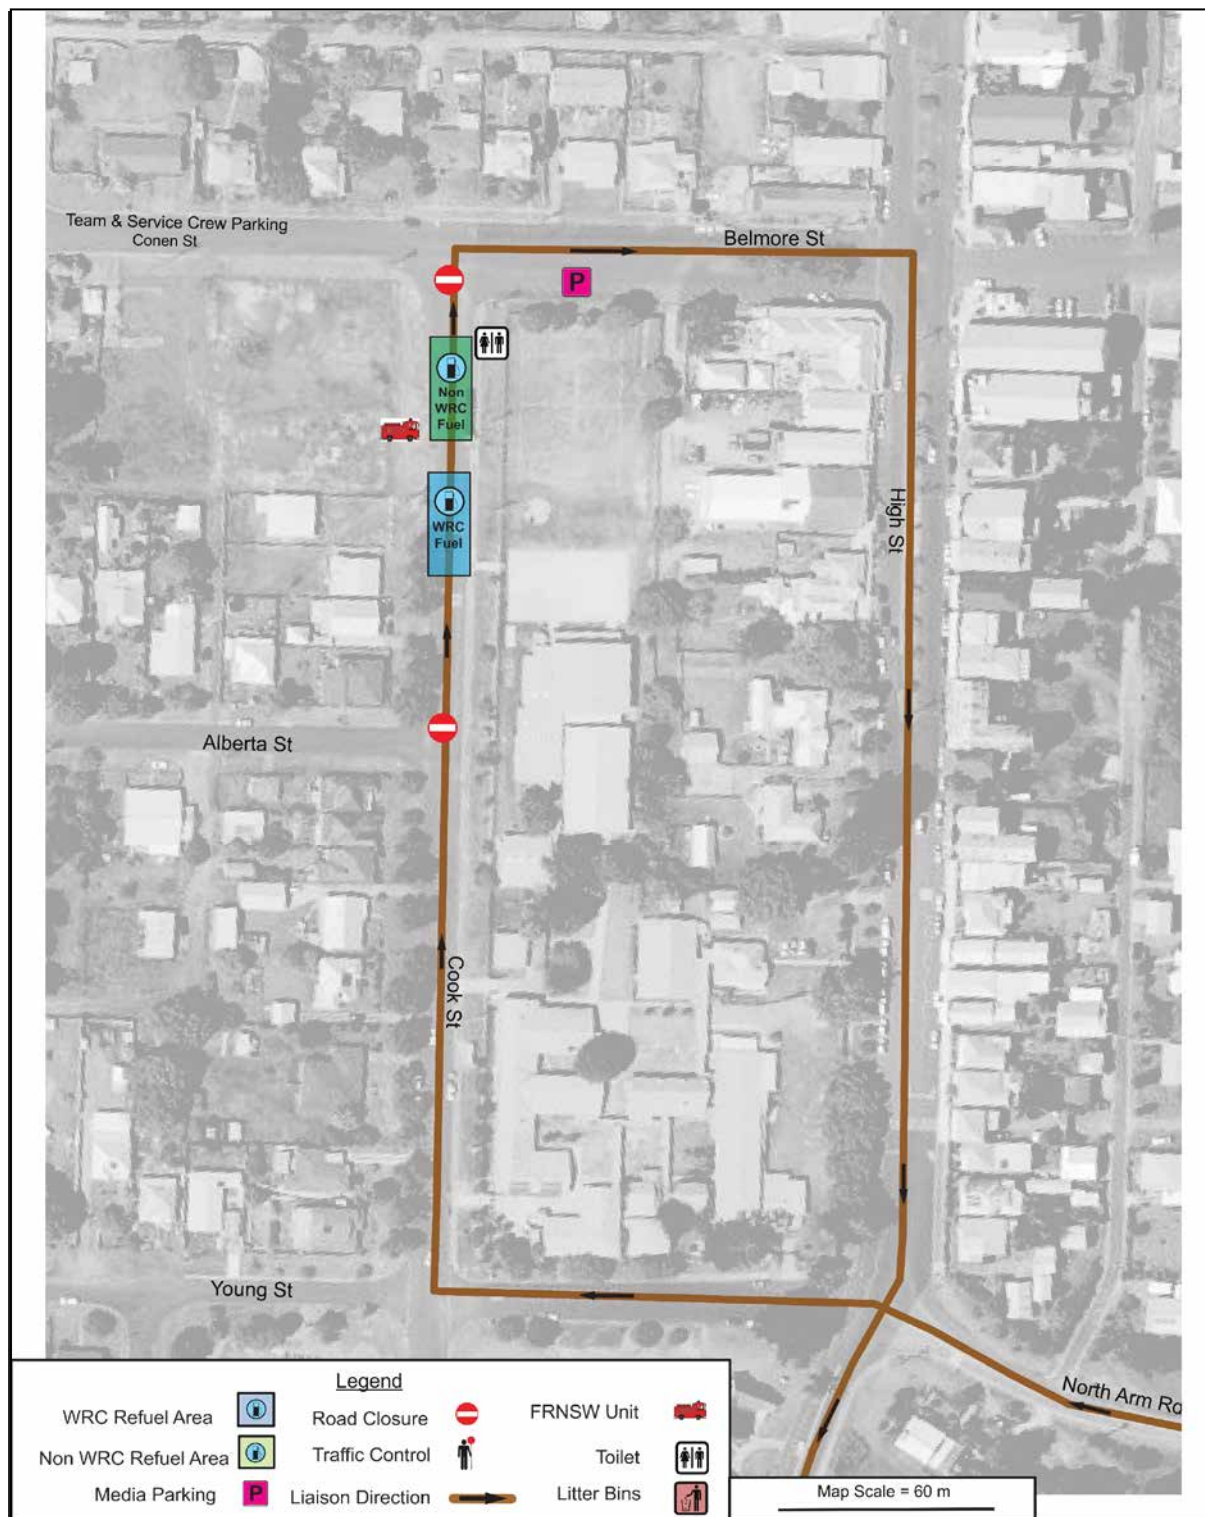 Team & Service Crew Parking
Conen St
Belmore St
P
Non
WRC
Fuel
WRC
Fuel
High St
Alberta St
Cook St
Young St
North Arm Rd
Legend
WRC Refuel Area
Road Closure
FRNSW Unit
Non WRC Refuel Area
Traffic Control
Toilet
Media Parking
P
Liaison Direction
Litter Bins
Map Scale = 60 m